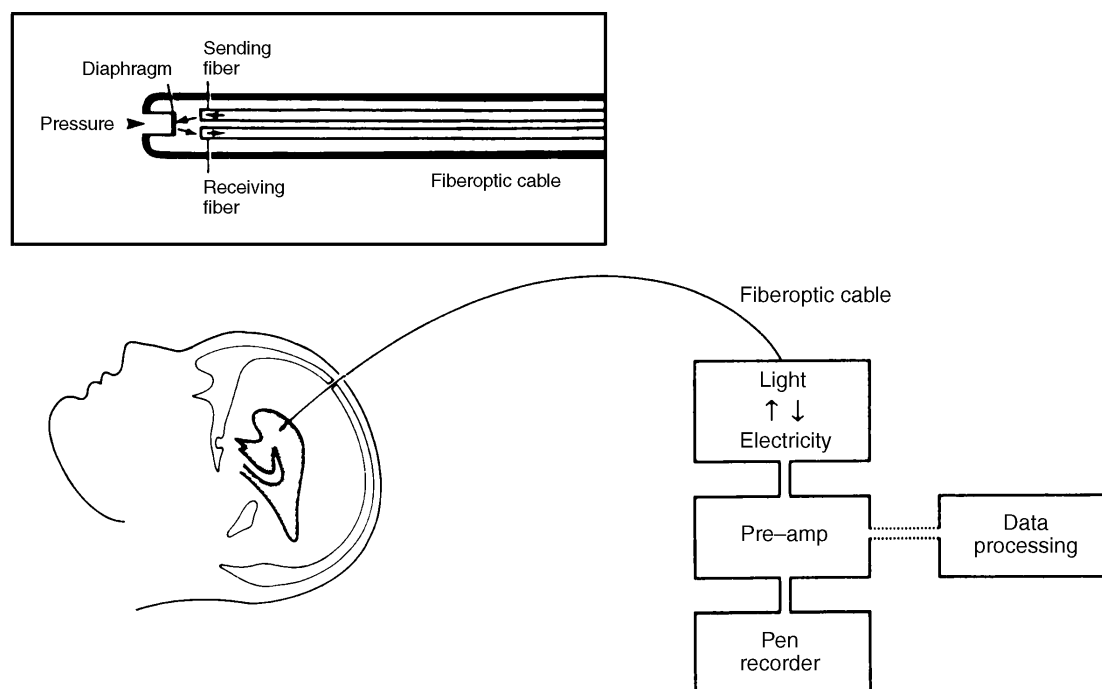 Sending
fiber
Diaphragm
Pressure
Receiving
fiber
Fiberoptic cable
Fiberoptic cable
Light
↑ ↓
Electricity
Pre–amp
Data
processing
Pen
recorder